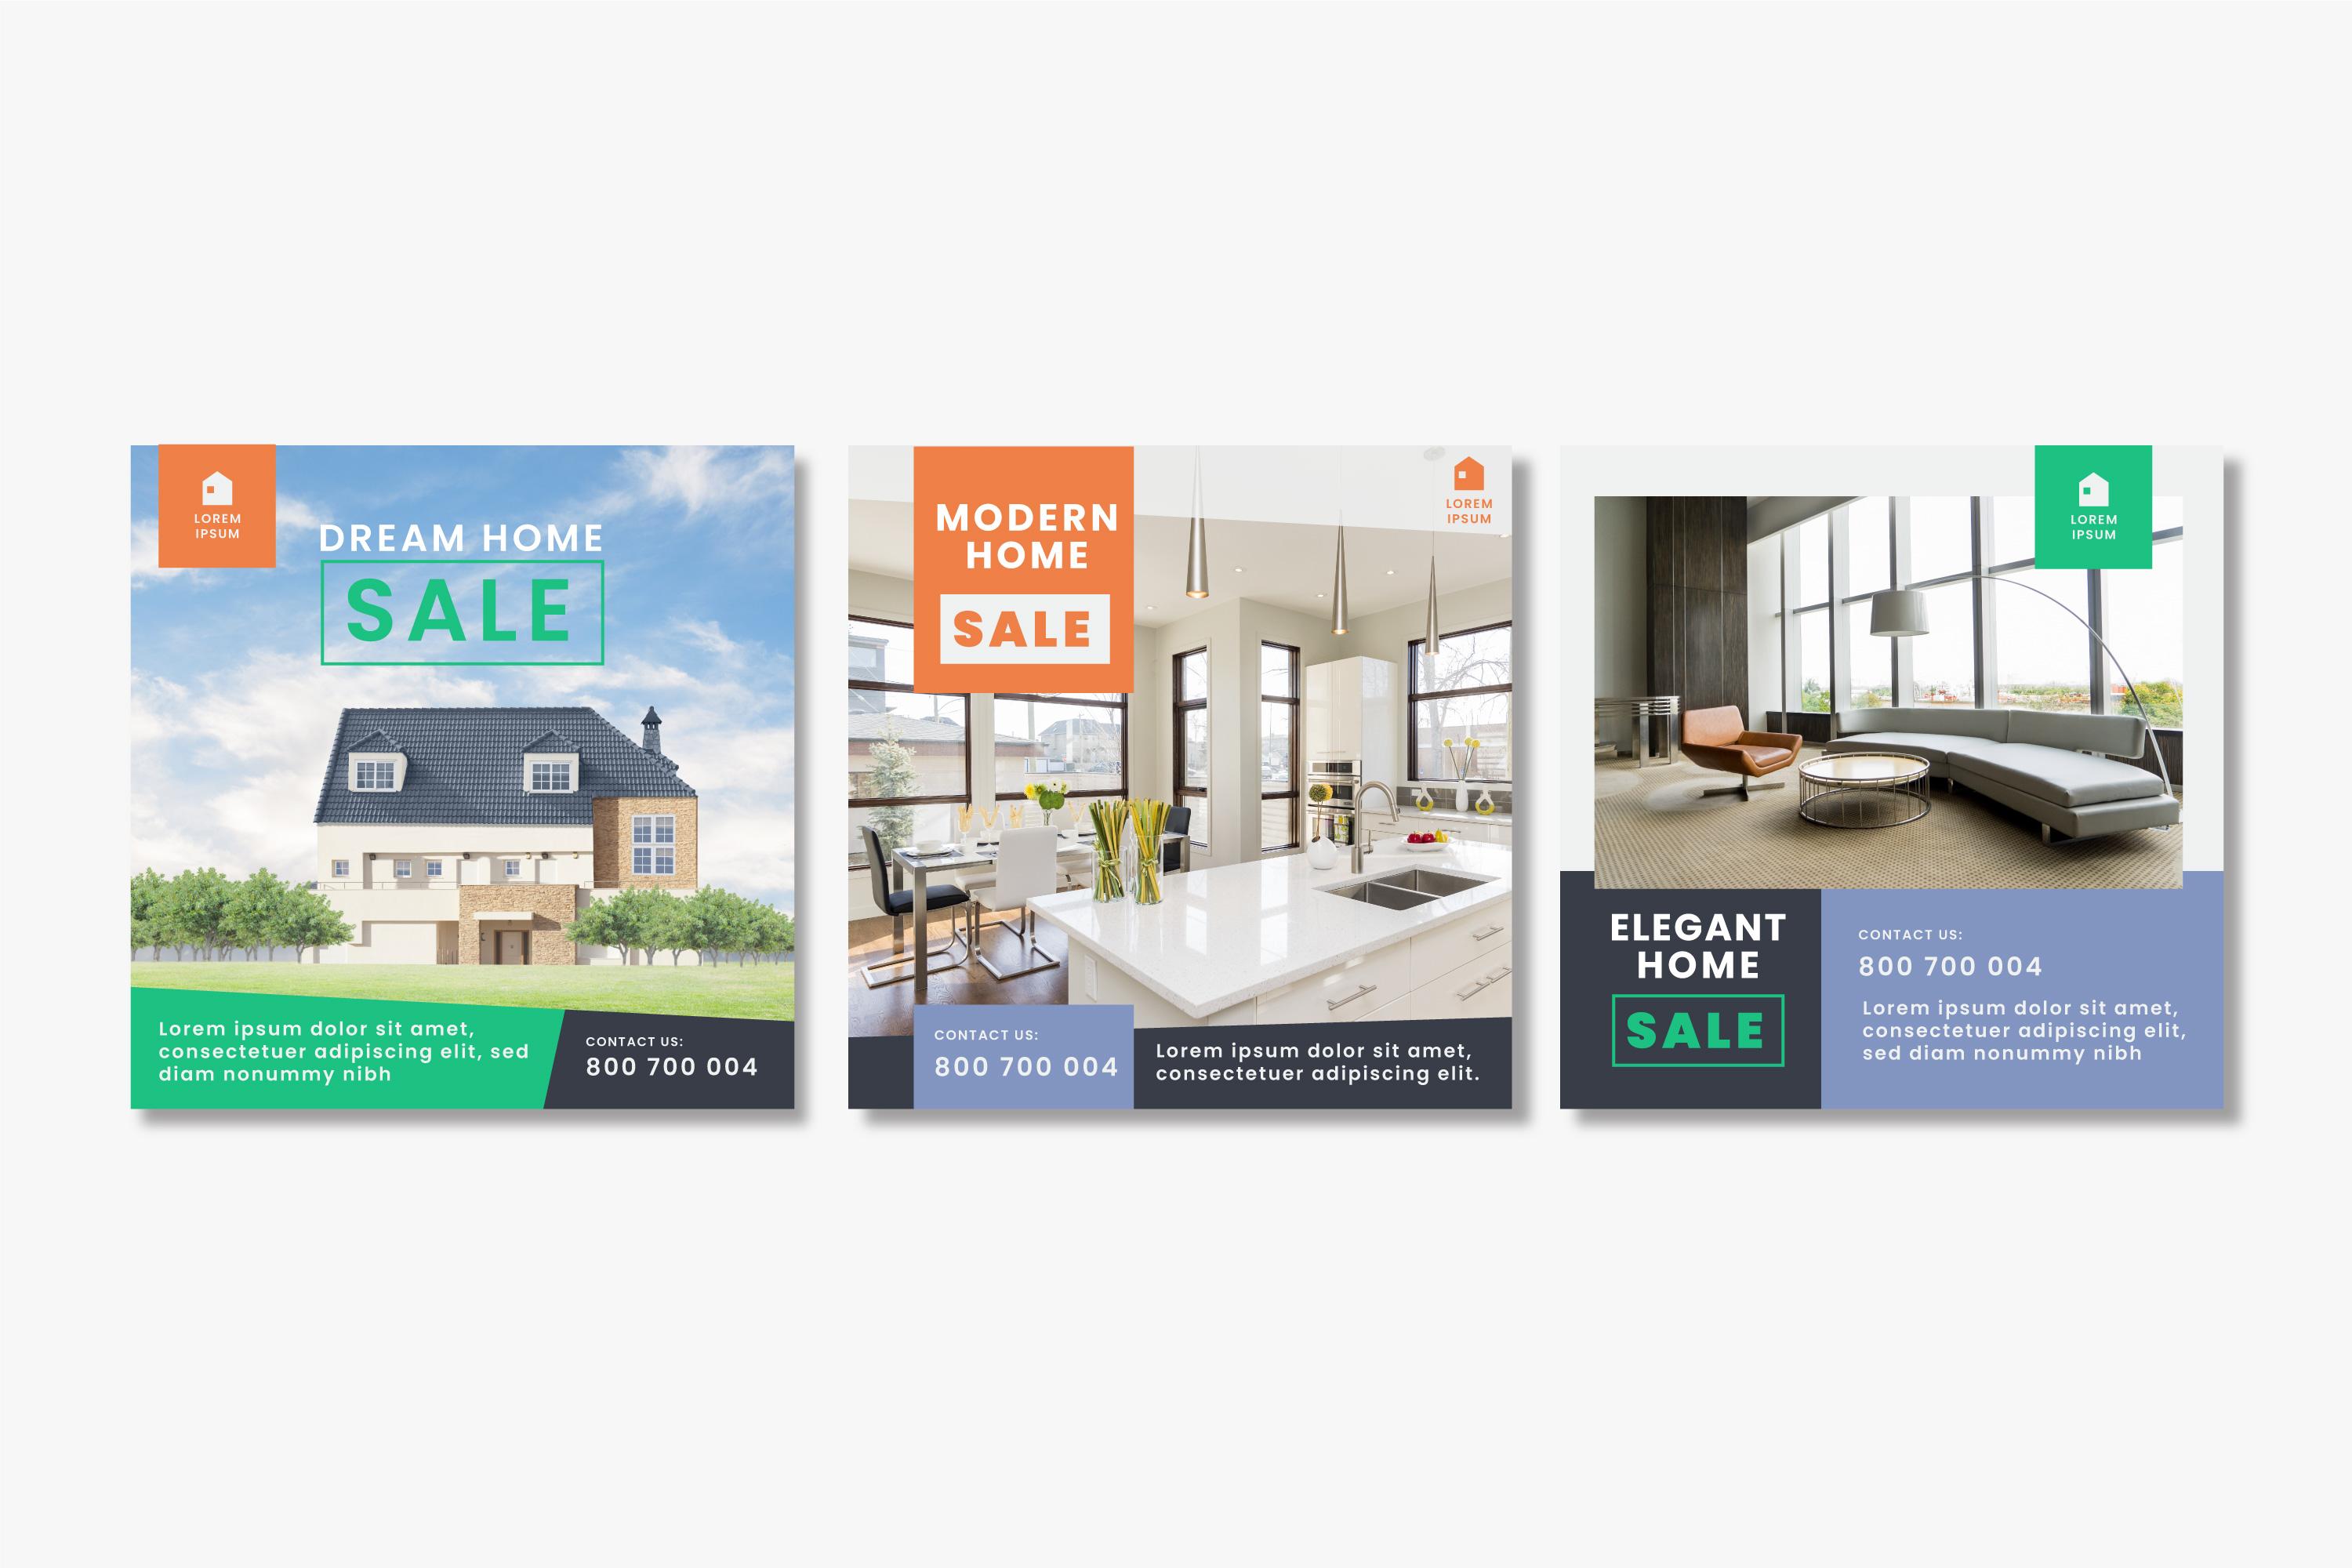 LOREM
IPSUM
DREAM HOME
SALE
Lorem ipsum dolor sit amet,
consectetuer adipiscing elit, sed
diam nonummy nibh
CONTACT US:
800 700 004
MODERN
HOME
SALE
LOREM
IPSUM
CONTACT US:
800 700 004
Lorem ipsum dolor sit amet,
consectetuer adipiscing elit.
LOREM
IPSUM
ELEGANT
HOME
SALE
CONTACT US:
800 700 004
Lorem ipsum dolor sit amet,
consectetuer adipiscing elit,
sed diam nonummy nibh